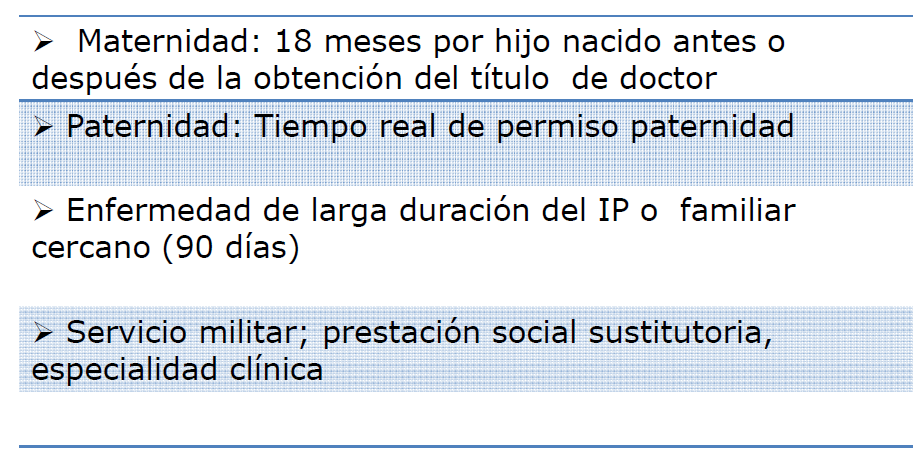 ➢ Maternidad: 18 meses por hijo nacido antes o
después de la obtención del título de doctor
➢ Paternidad: Tiempo real de permiso paternidad
➢ Enfermedad de larga duración del IP o familiar
cercano (90 días)
➢ Servicio militar; prestación social sustitutoria,
especialidad clínica